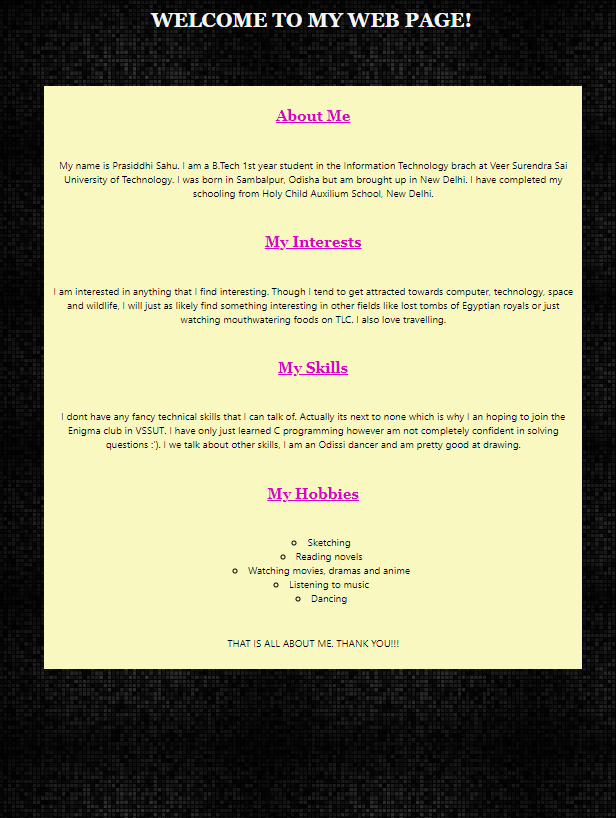 WELCOME TO MY WEB PAGE!
About Me
My name is Prasiddhi Sahu. I am a B.Tech 1st year student in the Information Technology brach at Veer Surendra Sai
University of Technology. I was born in Sambalpur, Odisha but am brought up in New Delhi. I have completed my
schooling from Holy Child Auxilium School, New Delhi.
My Interests
I am interested in anything that I find interesting. Though I tend to get attracted towards computer, technology, space
and wildlife, I will just as likely find something interesting in other fields like lost tombs of Egyptian royals or just
watching mouthwatering foods on TLC. I also love travelling.
My Skills
I dont have any fancy technical skills that I can talk of. Actually its next to none which is why I an hoping to join the
Enigma club in VSSUT. I have only just learned C programming however am not completely confident in solving
questions :'). I we talk about other skills, I am an Odissi dancer and am pretty good at drawing.
My Hobbies
Sketching
Reading novels
Watching movies, dramas and anime
Listening to music
Dancing
THAT IS ALL ABOUT ME. THANK YOU!!!